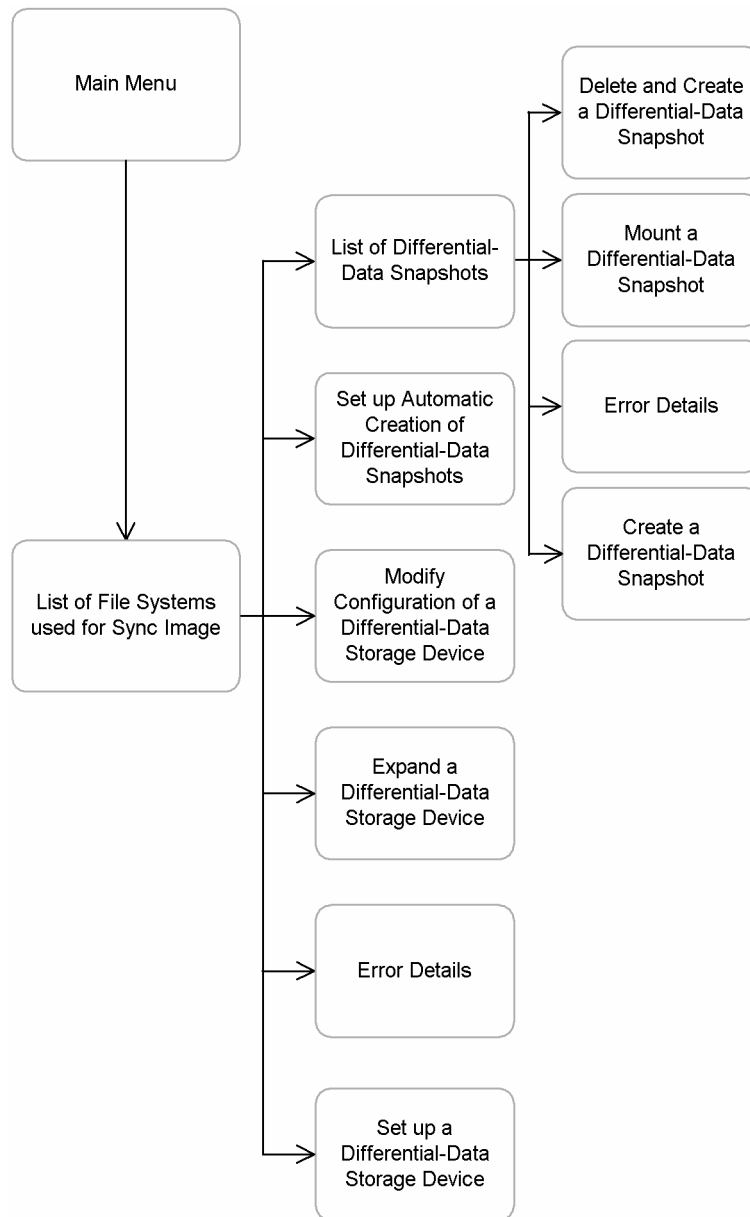 Main Menu
List of File Systems
used for Sync Image
List of Differential-
Data Snapshots
Set up Automatic
Creation of
Differential-Data
Snapshots
Modify
Configuration of a
Differential-Data
Storage Device
Expand a
Differential-Data
Storage Device
Error Details
Set up a
Differential-Data
Storage Device
Delete and Create
a Differential-Data
Snapshot
Mount a
Differential-Data
Snapshot
Error Details
Create a
Differential-Data
Snapshot